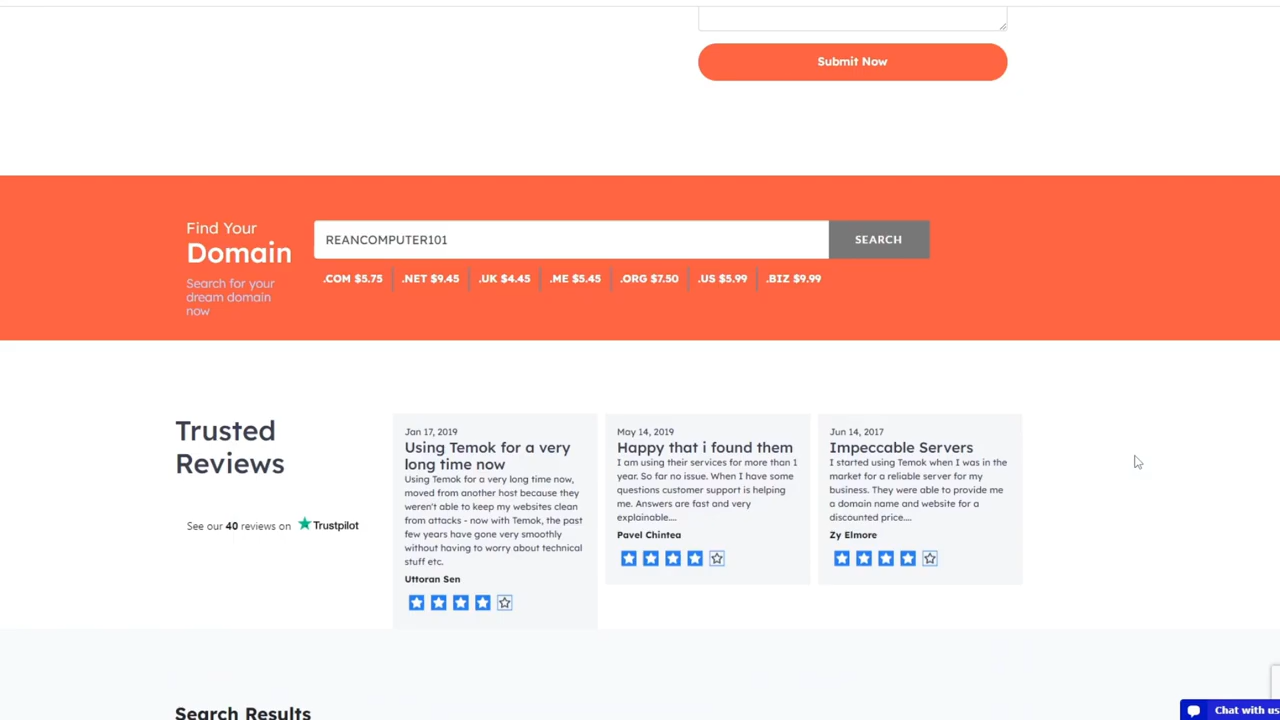 Submit Now
Find Your
Domain
Search for your
dream domain
now
REANCOMPUTER101
SEARCH
.COM $5.75
.NET $9.45
.UK $4.45
.ME $5.45
.ORG $7.50
.US $5.99
.BIZ $9.99
Trusted
Reviews
See our 40 reviews on Trustpilot
Jan 17, 2019
Using Temok for a very
long time now
Using Temok for a very long time now,
moved from another host because they
weren't able to keep my websites clean
from attacks - now with Temok, the past
few years have gone very smoothly
without having to worry about technical
stuff etc.
Uttoran Sen
May 14, 2019
Happy that i found them
I am using their services for more than 1
year. So far no issue. When I have some
questions customer support is helping
me. Answers are fast and very
explainable....
Pavel Chintea
Jun 14, 2017
Impeccable Servers
I started using Temok when I was in the
market for a reliable server for my
business. They were able to provide me
a domain name and website for a
discounted price....
Zy Elmore
Search Results
Chat with us